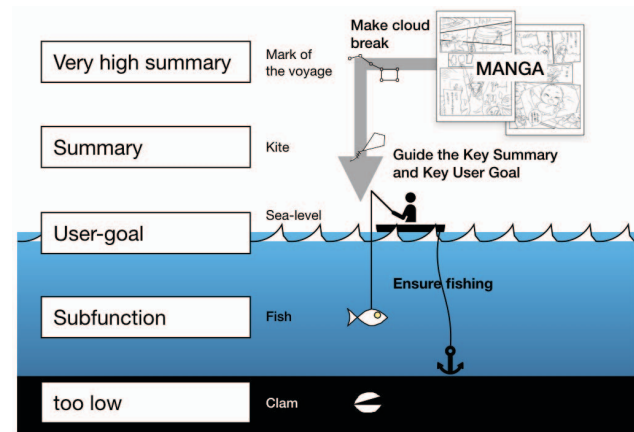 Very high summary
Mark of
the voyage
Make cloud
break
MANGA
Summary
Kite
Guide the Key Summary
and Key User Goal
User-goal
Sea-level
Ensure fishing
Subfunction
Fish
too low
Clam